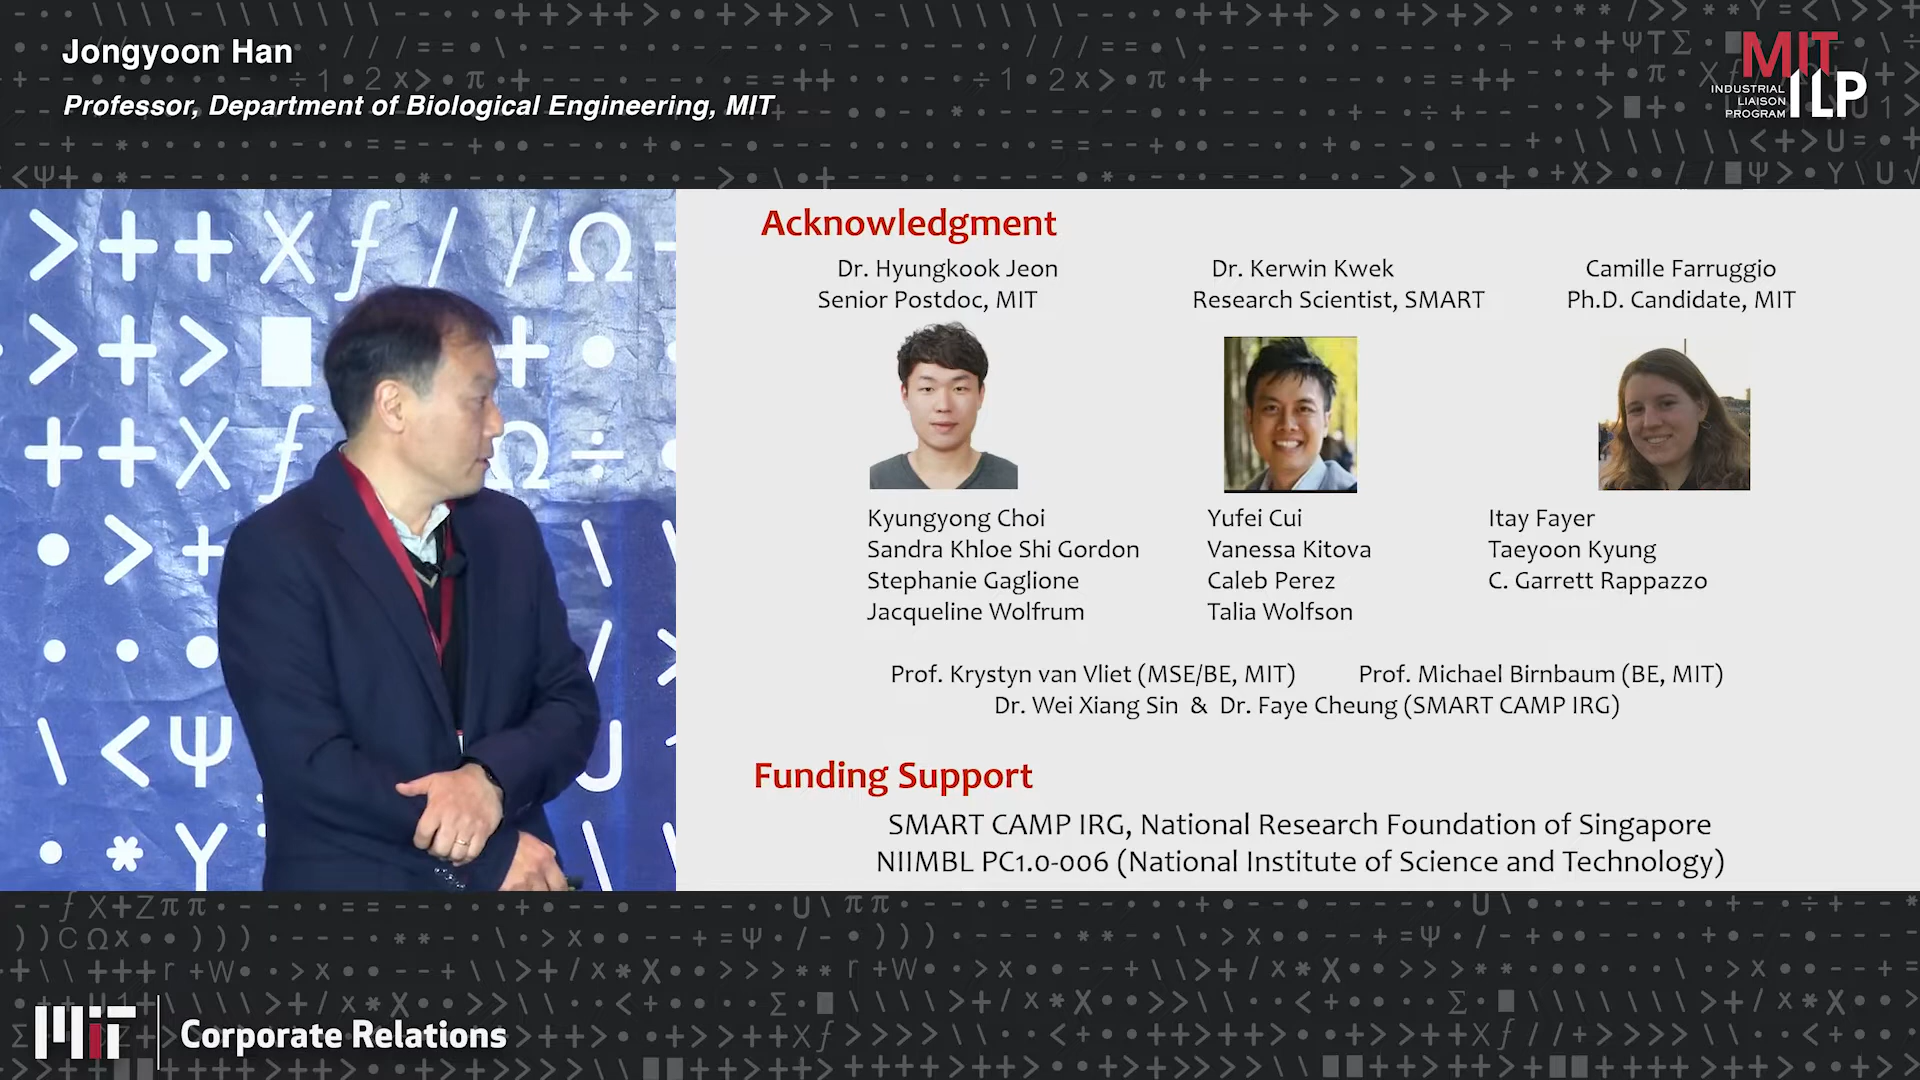 Jongyoon Han
Professor, Department of Biological Engineering, MIT
MIT
ILP
INDUSTRIAL
LIAISON
PROGRAM
Acknowledgment
Dr. Hyungkook Jeon
Senior Postdoc, MIT
Dr. Kerwin Kwek
Research Scientist, SMART
Camille Farruggio
Ph.D. Candidate, MIT
Kyungyong Choi
Sandra Khloe Shi Gordon
Stephanie Gaglione
Jacqueline Wolfrum
Yufei Cui
Vanessa Kitova
Caleb Perez
Talia Wolfson
Itay Fayer
Taeyoon Kyung
C. Garrett Rappazzo
Prof. Krystyn van Vliet (MSE/BE, MIT)
Prof. Michael Birnbaum (BE, MIT)
Dr. Wei Xiang Sin & Dr. Faye Cheung (SMART CAMP IRG)
Funding Support
SMART CAMP IRG, National Research Foundation of Singapore
NIIMBL PC1.0-006 (National Institute of Science and Technology)
MIT
Corporate Relations